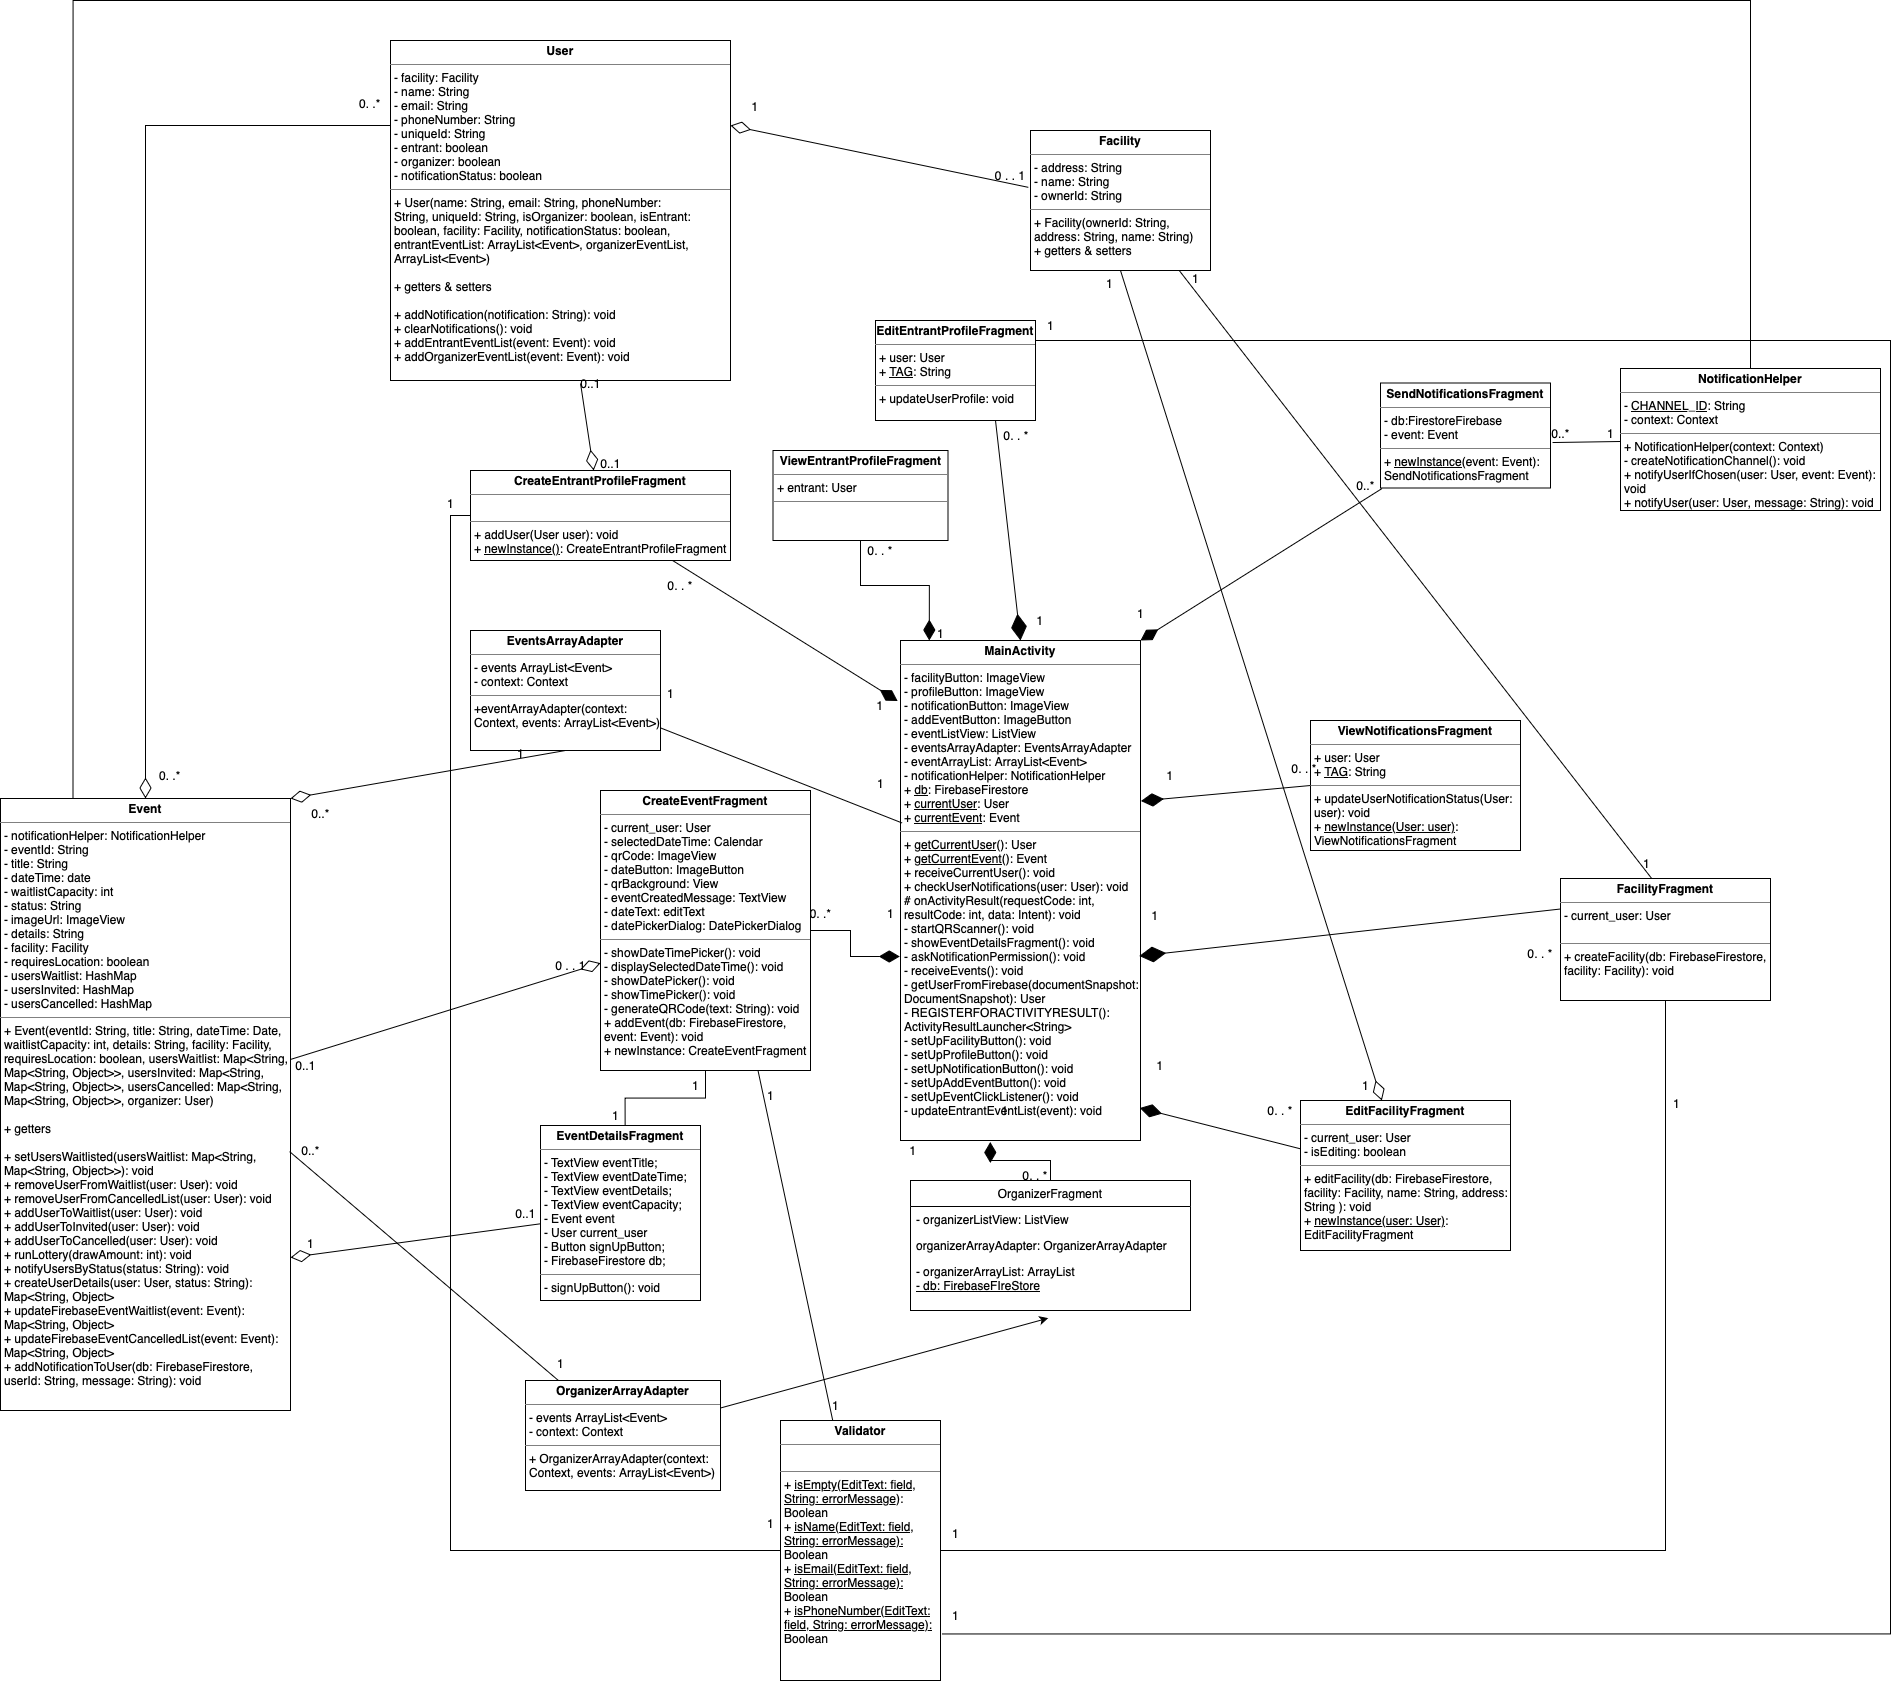 User
- facility: Facility
- name: String
- email: String
- phoneNumber: String
- uniqueId: String
- entrant: boolean
- organizer: boolean
- notificationStatus: boolean
+ User(name: String, email: String, phoneNumber:
String, uniqueId: String, isOrganizer: boolean, isEntrant:
boolean, facility: Facility, notificationStatus: boolean,
entrantEventList: ArrayList<Event>, organizerEventList,
ArrayList<Event>)
+ getters & setters
+ addNotification(notification: String): void
+ clearNotifications(): void
+ addEntrantEventList(event: Event): void
+ addOrganizerEventList(event: Event): void
0. .*
1
0 . . 1
0..1
0..1
Facility
- address: String
- name: String
- ownerId: String
+ Facility(ownerId: String,
address: String, name: String)
+ getters & setters
1
1
EditEntrantProfileFragment
+ user: User
+ TAG: String
+ updateUserProfile: void
1
0 . . *
SendNotificationsFragment
- db:FirestoreFirebase
- event: Event
+ newInstance(event: Event):
SendNotificationsFragment
0..*
1
0..*
NotificationHelper
- CHANNEL_ID: String
- context: Context
+ NotificationHelper(context: Context)
- createNotificationChannel(): void
+ notifyUserIfChosen(user: User, event: Event):
void
+ notifyUser(user: User, message: String): void
ViewEntrantProfileFragment
+ entrant: User
0. . *
CreateEntrantProfileFragment
+ addUser(User user): void
+ newInstance(): CreateEntrantProfileFragment
1
0. . *
EventsArrayAdapter
- events ArrayList<Event>
- context: Context
+eventArrayAdapter(context:
Context, events: ArrayList<Event>)
1
1
0. .*
0..*
1
1
1
1
1
MainActivity
- facilityButton: ImageView
- profileButton: ImageView
- notificationButton: ImageView
- addEventButton: ImageButton
- eventListView: ListView
- eventsArrayAdapter: EventsArrayAdapter
- eventArrayList: ArrayList<Event>
- notificationHelper: NotificationHelper
+ db: FirebaseFirestore
+ currentUser: User
+ currentEvent: Event
+ getCurrentUser(): User
+ getCurrentEvent(): Event
+ receiveCurrentUser(): void
+ checkUserNotifications(user: User): void
# onActivityResult(requestCode: int,
resultCode: int, data: Intent): void
- startQRScanner(): void
- showEventDetailsFragment(): void
- askNotificationPermission(): void
- receiveEvents(): void
- getUserFromFirebase(documentSnapshot:
DocumentSnapshot): User
- REGISTERFORACTIVITYRESULT():
ActivityResultLauncher<String>
- setUpFacilityButton(): void
- setUpProfileButton(): void
- setUpNotificationButton(): void
- setUpAddEventButton(): void
- setUpEventClickListener(): void
- updateEntrantEventList(event): void
1
1
1
1
1
ViewNotificationsFragment
+ user: User
+ TAG: String
+ updateUserNotificationStatus(User:
user): void
+ newInstance(User: user):
ViewNotificationsFragment
0. . *
FacilityFragment
- current_user: User
+ createFacility(db: FirebaseFirestore,
facility: Facility): void
1
0. . *
1
EditFacilityFragment
- current_user: User
- isEditing: boolean
+ editFacility(db: FirebaseFirestore,
facility: Facility, name: String, address:
String ): void
+ newInstance(user: User):
EditFacilityFragment
1
0. . *
Event
- notificationHelper: NotificationHelper
- eventId: String
- title: String
- dateTime: date
- waitlistCapacity: int
- status: String
- imageUrl: ImageView
- details: String
- facility: Facility
- requiresLocation: boolean
- usersWaitlist: HashMap
- usersInvited: HashMap
- usersCancelled: HashMap
+ Event(eventId: String, title: String, dateTime: Date,
waitlistCapacity: int, details: String, facility: Facility,
requiresLocation: boolean, usersWaitlist: Map<String,
Map<String, Object>>, usersInvited: Map<String,
Map<String, Object>>, usersCancelled: Map<String,
Map<String, Object>>, organizer: User)
+ getters
+ setUsersWaitlisted(usersWaitlist: Map<String,
Map<String, Object>>): void
+ removeUserFromWaitlist(user: User): void
+ removeUserFromCancelledList(user: User): void
+ addUserToWaitlist(user: User): void
+ addUserToInvited(user: User): void
+ addUserToCancelled(user: User): void
+ runLottery(drawAmount: int): void
+ notifyUsersByStatus(status: String): void
+ createUserDetails(user: User, status: String):
Map<String, Object>
+ updateFirebaseEventWaitlist(event: Event):
Map<String, Object>
+ updateFirebaseEventCancelledList(event: Event):
Map<String, Object>
+ addNotificationToUser(db: FirebaseFirestore,
userId: String, message: String): void
0..1
0..*
1
CreateEventFragment
- current_user: User
- selectedDateTime: Calendar
- qrCode: ImageView
- dateButton: ImageButton
- qrBackground: View
- eventCreatedMessage: TextView
- dateText: editText
- datePickerDialog: DatePickerDialog
- showDateTimePicker(): void
- displaySelectedDateTime(): void
- showDatePicker(): void
- showTimePicker(): void
- generateQRCode(text: String): void
+ addEvent(db: FirebaseFirestore,
event: Event): void
+ newInstance: CreateEventFragment
0. .*
0 . . 1
1
1
1
EventDetailsFragment
- TextView eventTitle;
- TextView eventDateTime;
- TextView eventDetails;
- TextView eventCapacity;
- Event event
- User current_user
- Button signUpButton;
- FirebaseFirestore db;
- signUpButton(): void
0..1
OrganizerFragment
- organizerListView: ListView
organizerArrayAdapter: OrganizerArrayAdapter
- organizerArrayList: ArrayList
- db: FirebaseFIreStore
0. . *
OrganizerArrayAdapter
- events ArrayList<Event>
- context: Context
+ OrganizerArrayAdapter(context:
Context, events: ArrayList<Event>)
1
Validator
+ isEmpty(EditText: field,
String: errorMessage):
Boolean
+ isName(EditText: field,
String: errorMessage):
Boolean
+ isEmail(EditText: field,
String: errorMessage):
Boolean
+ isPhoneNumber(EditText:
field, String: errorMessage):
Boolean
1
1
1
1